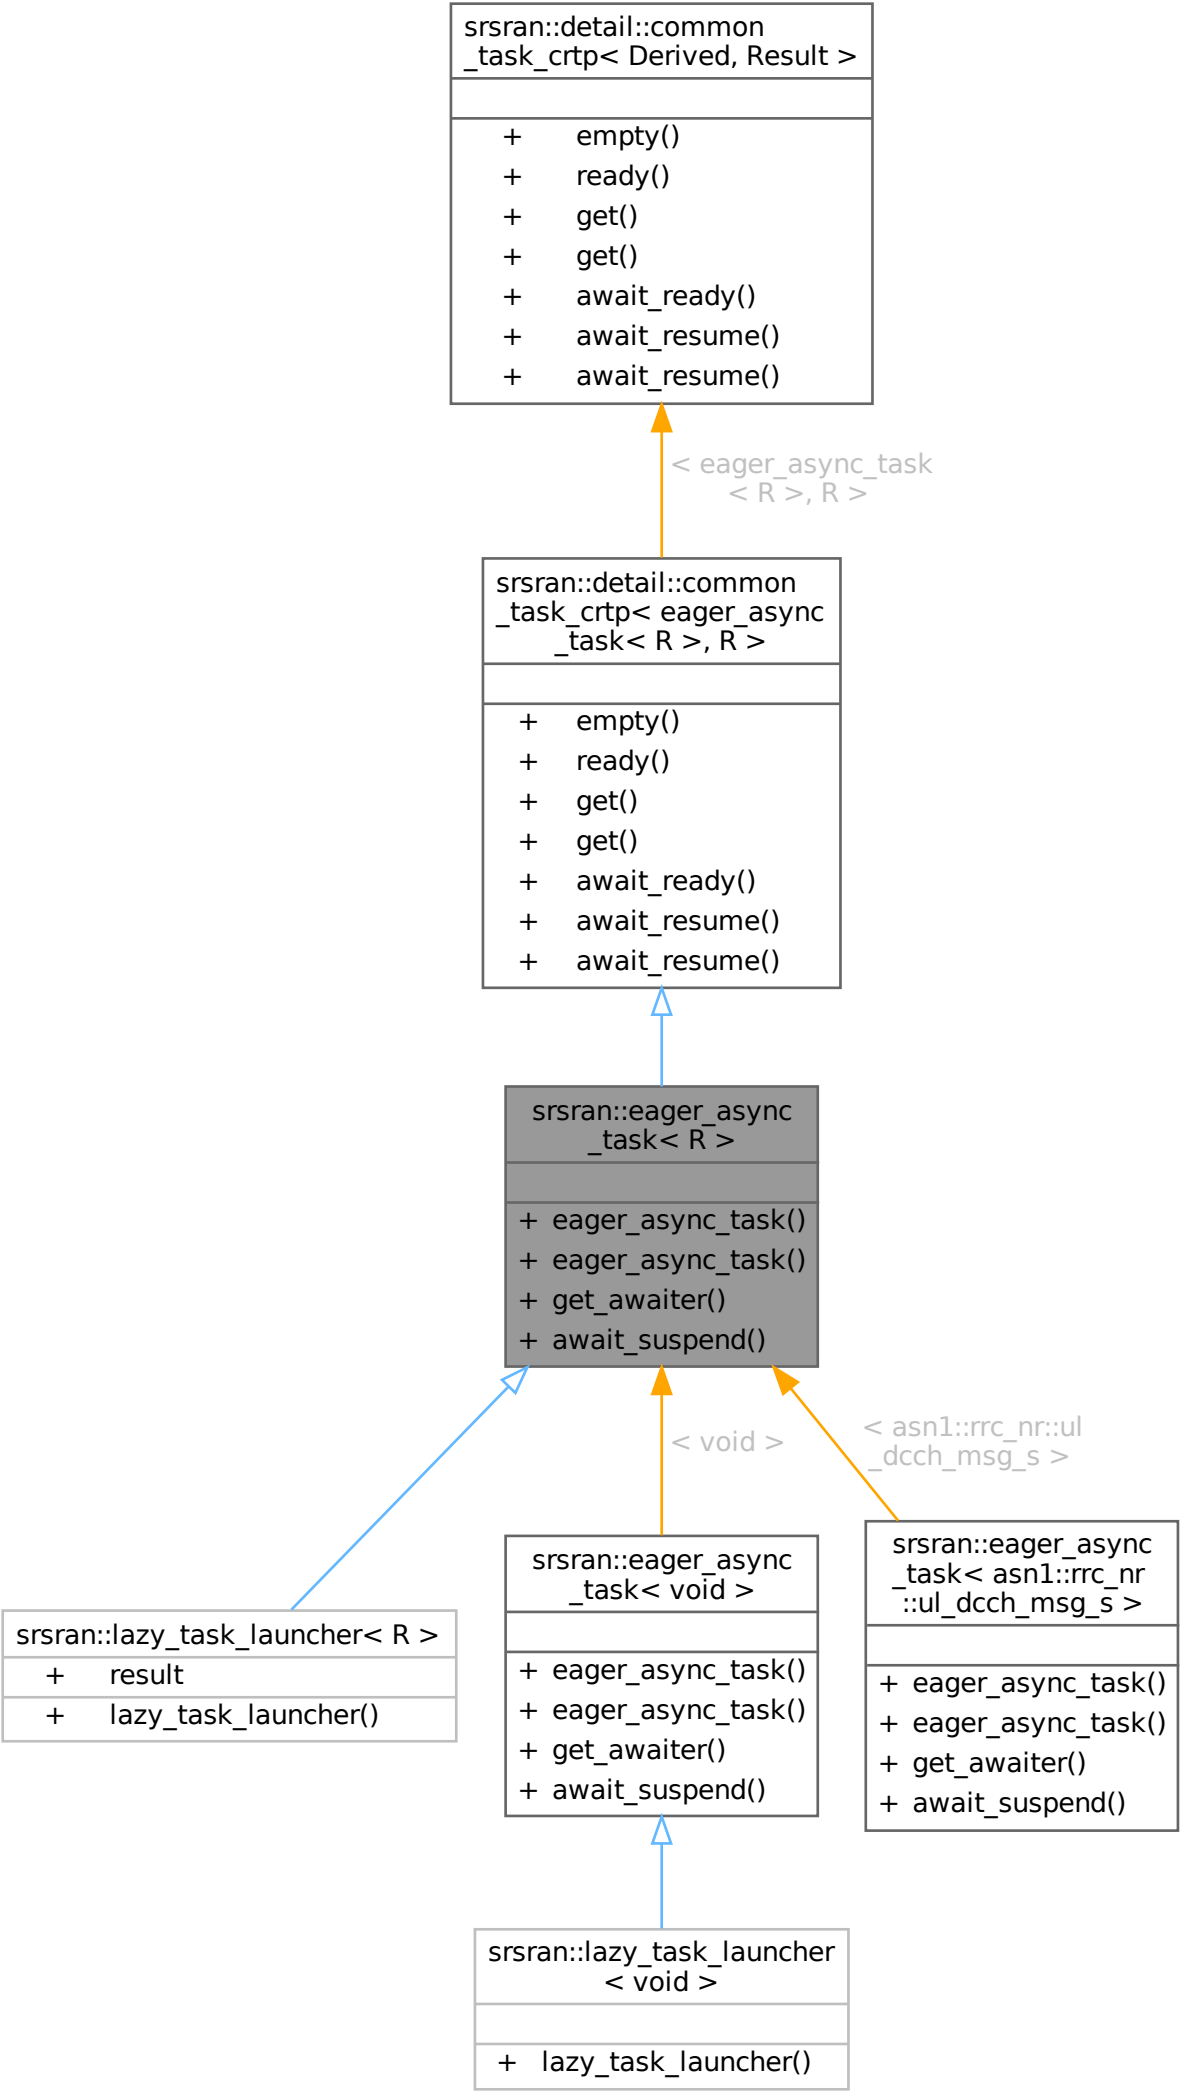 srsran::detail::common
_task_crtp< Derived, Result >
+ empty()
+ ready()
+ get()
+ get()
+ await_ready()
+ await_resume()
+ await_resume()
< eager_async_task
< R >, R >
srsran::detail::common
_task_crtp< eager_async
_task< R >, R >
+ empty()
+ ready()
+ get()
+ get()
+ await_ready()
+ await_resume()
+ await_resume()
srsran::eager_async
_task< R >
+ eager_async_task()
+ eager_async_task()
+ get_awaiter()
+ await_suspend()
< void >
< asn1::rrc_nr::ul
_dcch_msg_s >
srsran::lazy_task_launcher< R >
+ result
+ lazy_task_launcher()
srsran::eager_async
_task< void >
+ eager_async_task()
+ eager_async_task()
+ get_awaiter()
+ await_suspend()
srsran::eager_async
_task< asn1::rrc_nr
::ul_dcch_msg_s >
+ eager_async_task()
+ eager_async_task()
+ get_awaiter()
+ await_suspend()
srsran::lazy_task_launcher
< void >
+ lazy_task_launcher()